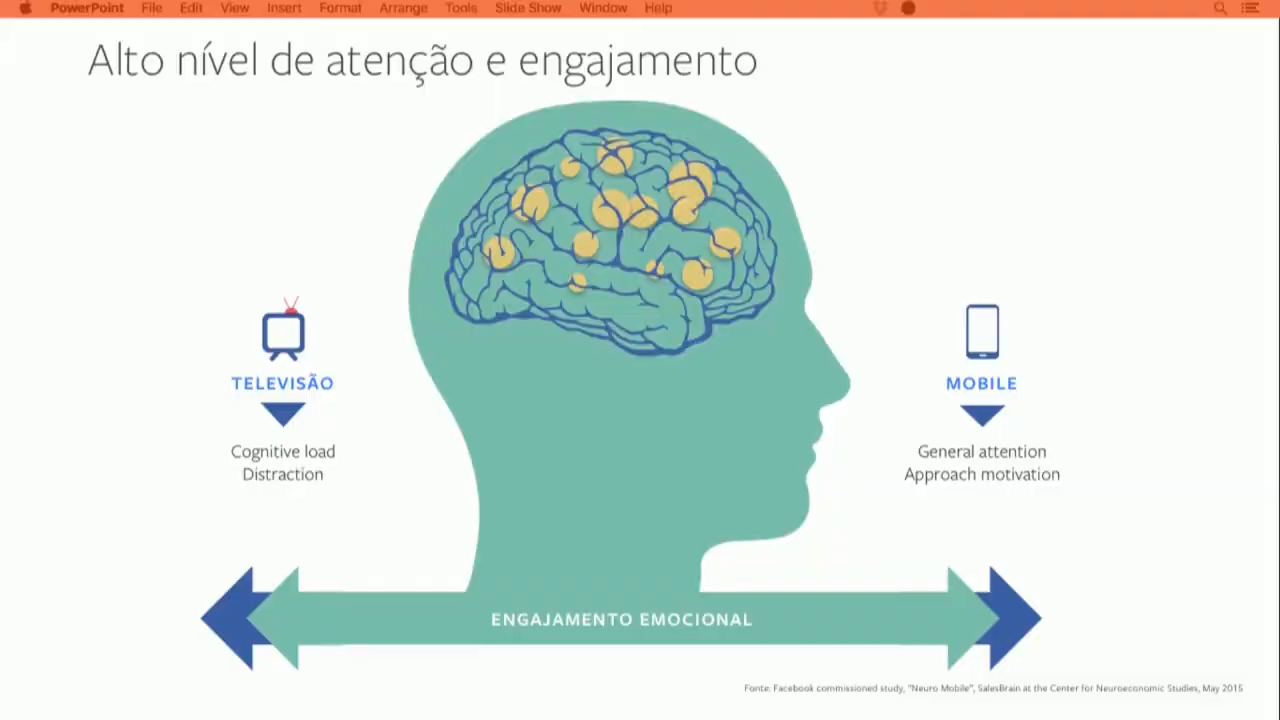 PowerPoint File Edit View Insert Format Arrange Tools Slide Show Window Help
Alto nível de atenção e engajamento
TELEVISÃO
Cognitive load
Distraction
MOBILE
General attention
Approach motivation
ENGAJAMENTO EMOCIONAL
Fonte: Facebook commissioned study, "Neuro Mobile", SalesBrain at the Center for Neuroeconomic Studies, May 2015